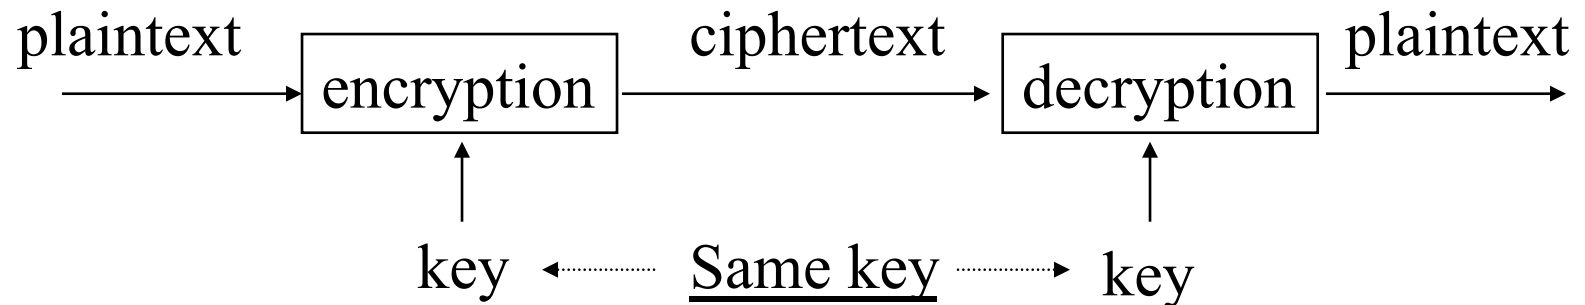 plaintext
ciphertext
plaintext
encryption
decryption
key
Same key
key